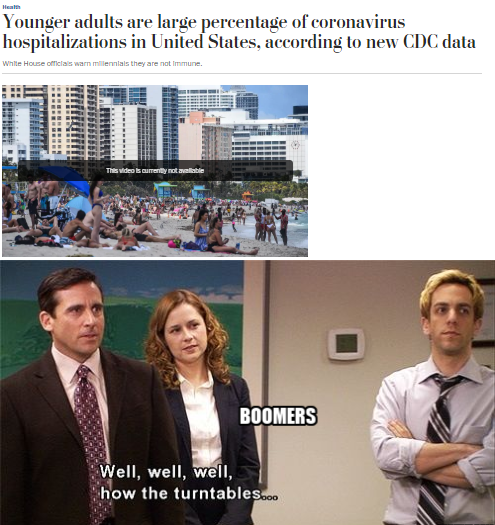 Health
Younger adults are large percentage of coronavirus
hospitalizations in United States, according to new CDC data
White House officials warn millennials they are not immune.
This video is currently not available
BOOMERS
Well, well, well,
how the turntables...